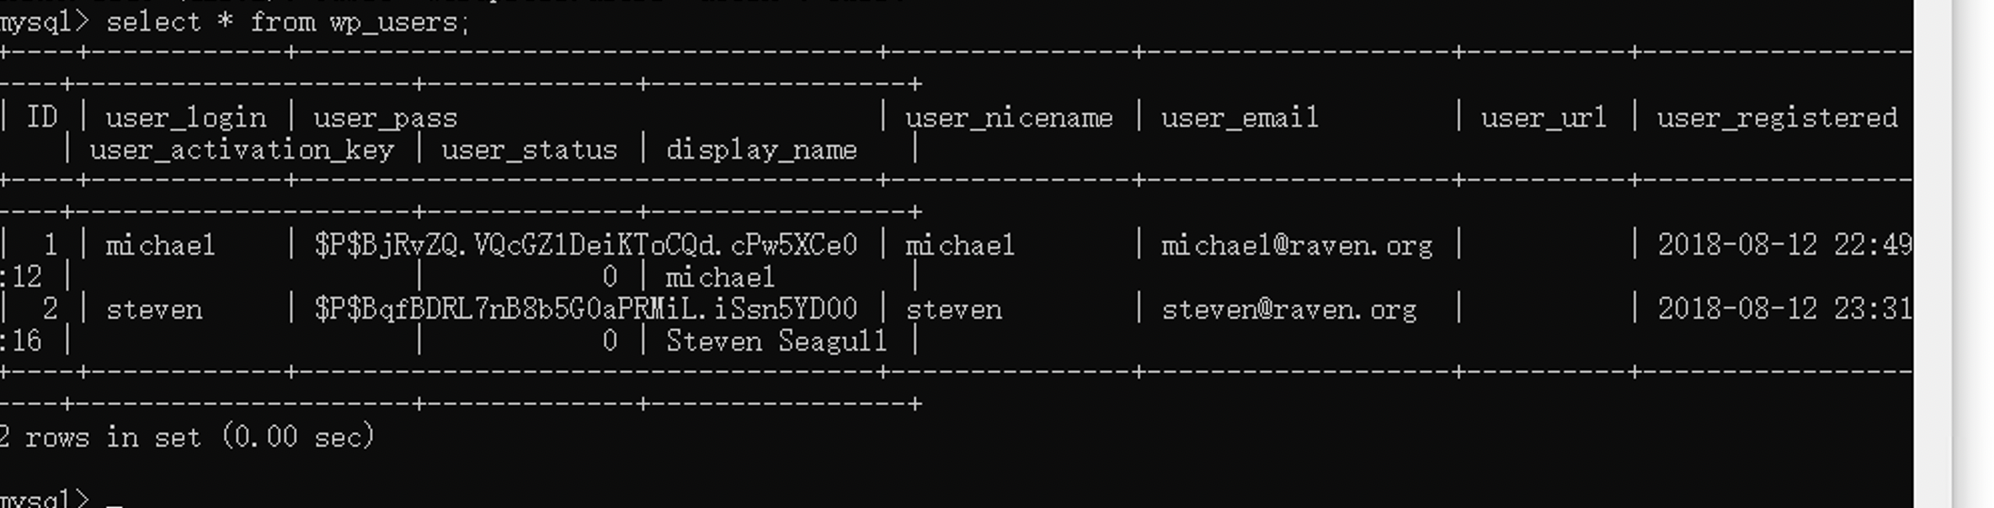 mysql> select * from wp_users;
+----+------------+------------------------------------+---------------+-------------------+----------+-----------------
----+---------------------+-------------+----------------+
| ID | user_login | user_pass                          | user_nicename | user_email        | user_url | user_registered
    | user_activation_key | user_status | display_name   |
+----+------------+------------------------------------+---------------+-------------------+----------+-----------------
----+---------------------+-------------+----------------+
|  1 | michael    | $P$BjRvZQ.VQcGZlDeiKToCQd.cPw5XCe0 | michael       | michael@raven.org |          | 2018-08-12 22:49
:12 |                     |           0 | michael        |
|  2 | steven     | $P$BqfBDRL7nB8b5G0aPRMiL.iSsn5YD00 | steven        | steven@raven.org  |          | 2018-08-12 23:31
:16 |                     |           0 | Steven Seagull |
+----+------------+------------------------------------+---------------+-------------------+----------+-----------------
----+---------------------+-------------+----------------+
2 rows in set (0.00 sec)
mysql> _